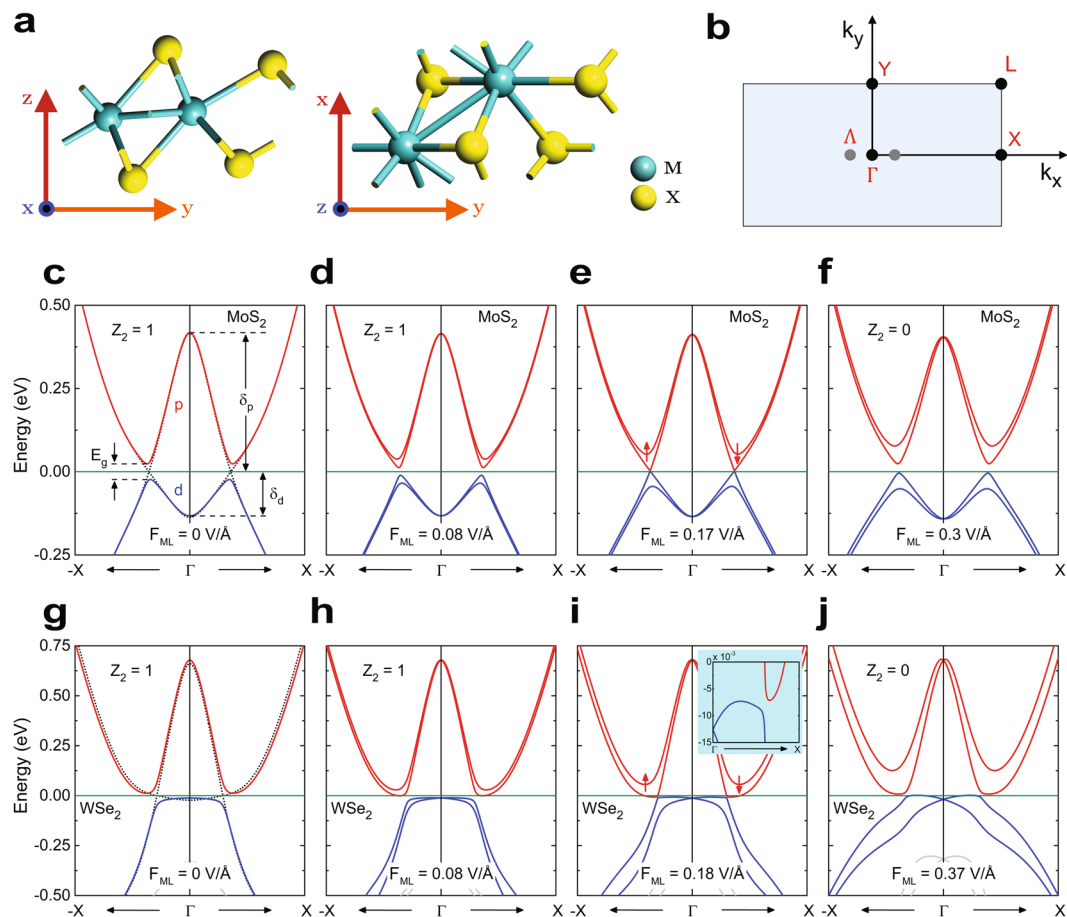 a
z
x
y
x
z
y
M
X
b
k_y
Y
L
Λ
Γ
X
k_x
c
d
e
f
Energy (eV)
0.50
0.25
0.00
-0.25
Z_2 = 1
MoS_2
p
d
E_g
δ_p
δ_d
F_ML = 0 V/Å
-X
Γ
X
Z_2 = 1
MoS_2
F_ML = 0.08 V/Å
-X
Γ
X
MoS_2
F_ML = 0.17 V/Å
-X
Γ
X
Z_2 = 0
MoS_2
F_ML = 0.3 V/Å
-X
Γ
X
g
h
i
j
Energy (eV)
0.75
0.50
0.25
0.00
-0.25
-0.50
Z_2 = 1
WSe_2
F_ML = 0 V/Å
-X
Γ
X
Z_2 = 1
WSe_2
F_ML = 0.08 V/Å
-X
Γ
X
x 10^-3
0
-5
-10
-15
Γ
X
WSe_2
F_ML = 0.18 V/Å
-X
Γ
X
Z_2 = 0
WSe_2
F_ML = 0.37 V/Å
-X
Γ
X